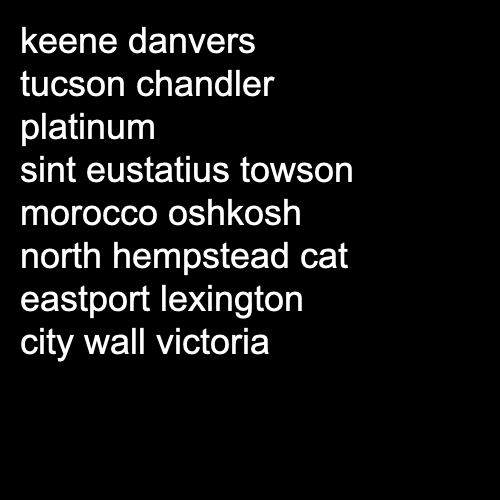 keene danvers
tucson chandler
platinum
sint eustatius towson
morocco oshkosh
north hempstead cat
eastport lexington
city wall victoria